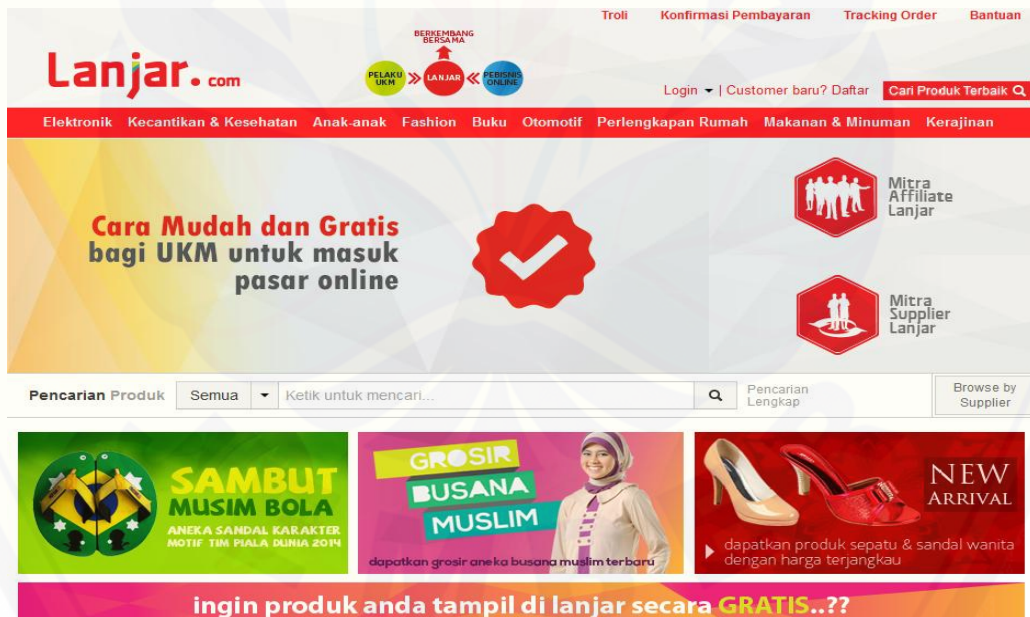 Troli Konfirmasi Pembayaran Tracking Order Bantuan
BERKEMBANG
BERSAMA
Lanjar.com
PELAKU
UKM
LANJAR
PEBISNIS
ONLINE
Login | Customer baru? Daftar Cari Produk Terbaik
Elektronik Kecantikan & Kesehatan Anak-anak Fashion Buku Otomotif Perlengkapan Rumah Makanan & Minuman Kerajinan
Cara Mudah dan Gratis
bagi UKM untuk masuk
pasar online
Mitra
Affiliate
Lanjar
Mitra
Supplier
Lanjar
Pencarian Produk Semua Ketik untuk mencari...
Pencarian
Lengkap
Browse by
Supplier
SAMBUT
MUSIM BOLA
ANEKA SANDAL KARAKTER
MOTIF TIM PIALA DUNIA 2014
GROSIR
BUSANA
MUSLIM
dapatkan grosir aneka busana muslim terbaru
NEW
ARRIVAL
dapatkan produk sepatu & sandal wanita
dengan harga terjangkau
ingin produk anda tampil di lanjar secara GRATIS..??